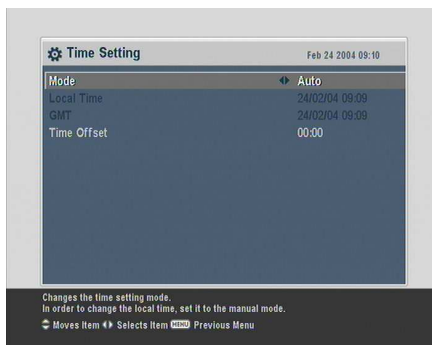 Time Setting
Feb 24 2004 09:10
Mode Auto
Local Time 24/02/04 09:09
GMT 24/02/04 09:09
Time Offset 00:00
Changes the time setting mode.
In order to change the local time, set it to the manual mode.
Moves Item Selects Item MENU Previous Menu